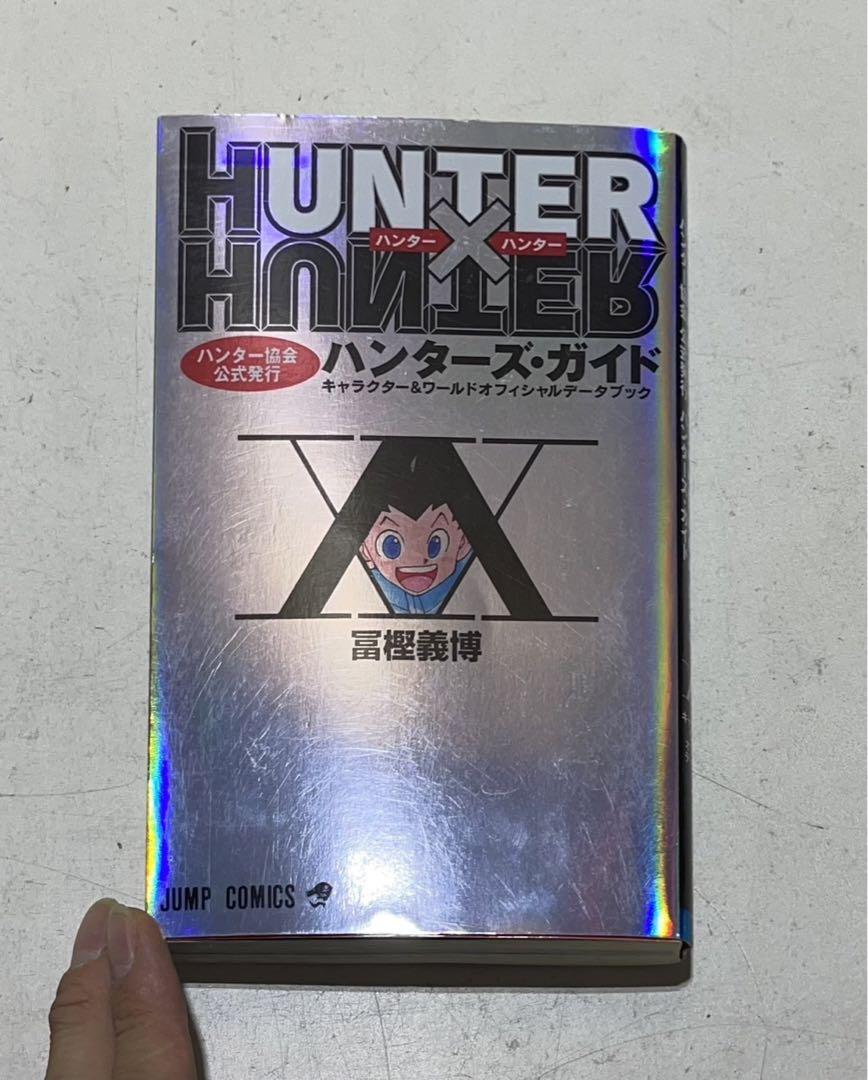 HUNTER
ハンター×ハンター
HUNTER
ハンター協会
公式発行
ハンターズ・ガイド
キャラクター&ワールドオフィシャルデータブック
冨樫義博
JUMP COMICS